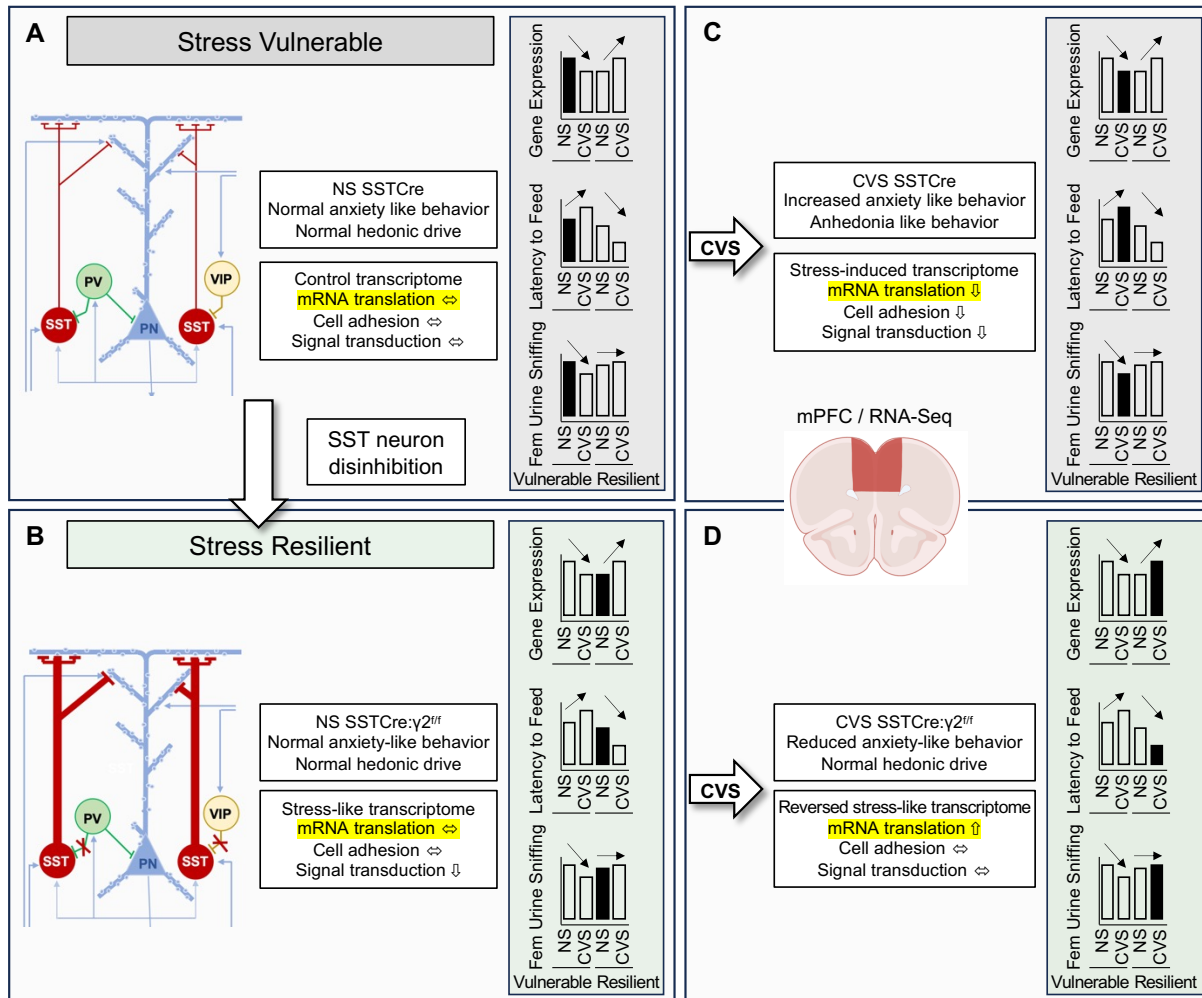 A
Stress Vulnerable
PV
VIP
SST
PN
SST
NS SSTCre
Normal anxiety like behavior
Normal hedonic drive
Control transcriptome
mRNA translation ⬄
Cell adhesion ⬄
Signal transduction ⬄
SST neuron
disinhibition
Gene Expression
NS
CVS
NS
CVS
Latency to Feed
NS
CVS
NS
CVS
Fem Urine Sniffing
NS
CVS
NS
CVS
Vulnerable Resilient
CVS
C
CVS SSTCre
Increased anxiety like behavior
Anhedonia like behavior
Stress-induced transcriptome
mRNA translation ⇩
Cell adhesion ⇩
Signal transduction ⇩
mPFC / RNA-Seq
Gene Expression
NS
CVS
NS
CVS
Latency to Feed
NS
CVS
NS
CVS
Fem Urine Sniffing
NS
CVS
NS
CVS
Vulnerable Resilient
B
Stress Resilient
PV
VIP
SST
PN
SST
NS SSTCre:γ2f/f
Normal anxiety-like behavior
Normal hedonic drive
Stress-like transcriptome
mRNA translation ⬄
Cell adhesion ⬄
Signal transduction ⇩
Gene Expression
NS
CVS
NS
CVS
Latency to Feed
NS
CVS
NS
CVS
Fem Urine Sniffing
NS
CVS
NS
CVS
Vulnerable Resilient
CVS
D
CVS SSTCre:γ2f/f
Reduced anxiety-like behavior
Normal hedonic drive
Reversed stress-like transcriptome
mRNA translation ⇧
Cell adhesion ⬄
Signal transduction ⬄
Gene Expression
NS
CVS
NS
CVS
Latency to Feed
NS
CVS
NS
CVS
Fem Urine Sniffing
NS
CVS
NS
CVS
Vulnerable Resilient